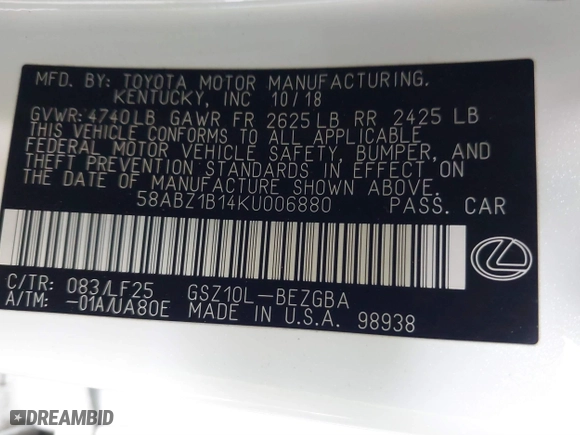 MFD. BY: TOYOTA MOTOR MANUFACTURING.
KENTUCKY, INC 10/18
GVWR: 4740LB GAWR FR 2625LB RR 2425 LB
THIS VEHICLE CONFORMS TO ALL APPLICABLE
FEDERAL MOTOR VEHICLE SAFETY, BUMPER, AND
THEFT PREVENTION STANDARDS IN EFFECT ON
THE DATE OF MANUFACTURE SHOWN ABOVE.
58ABZ1B14KU006880 PASS. CAR
C/TR: 083/LF25 GSZ10L-BEZGBA
A/TM: -01A/UA80E MADE IN U.S.A. 98938
DREAMBID